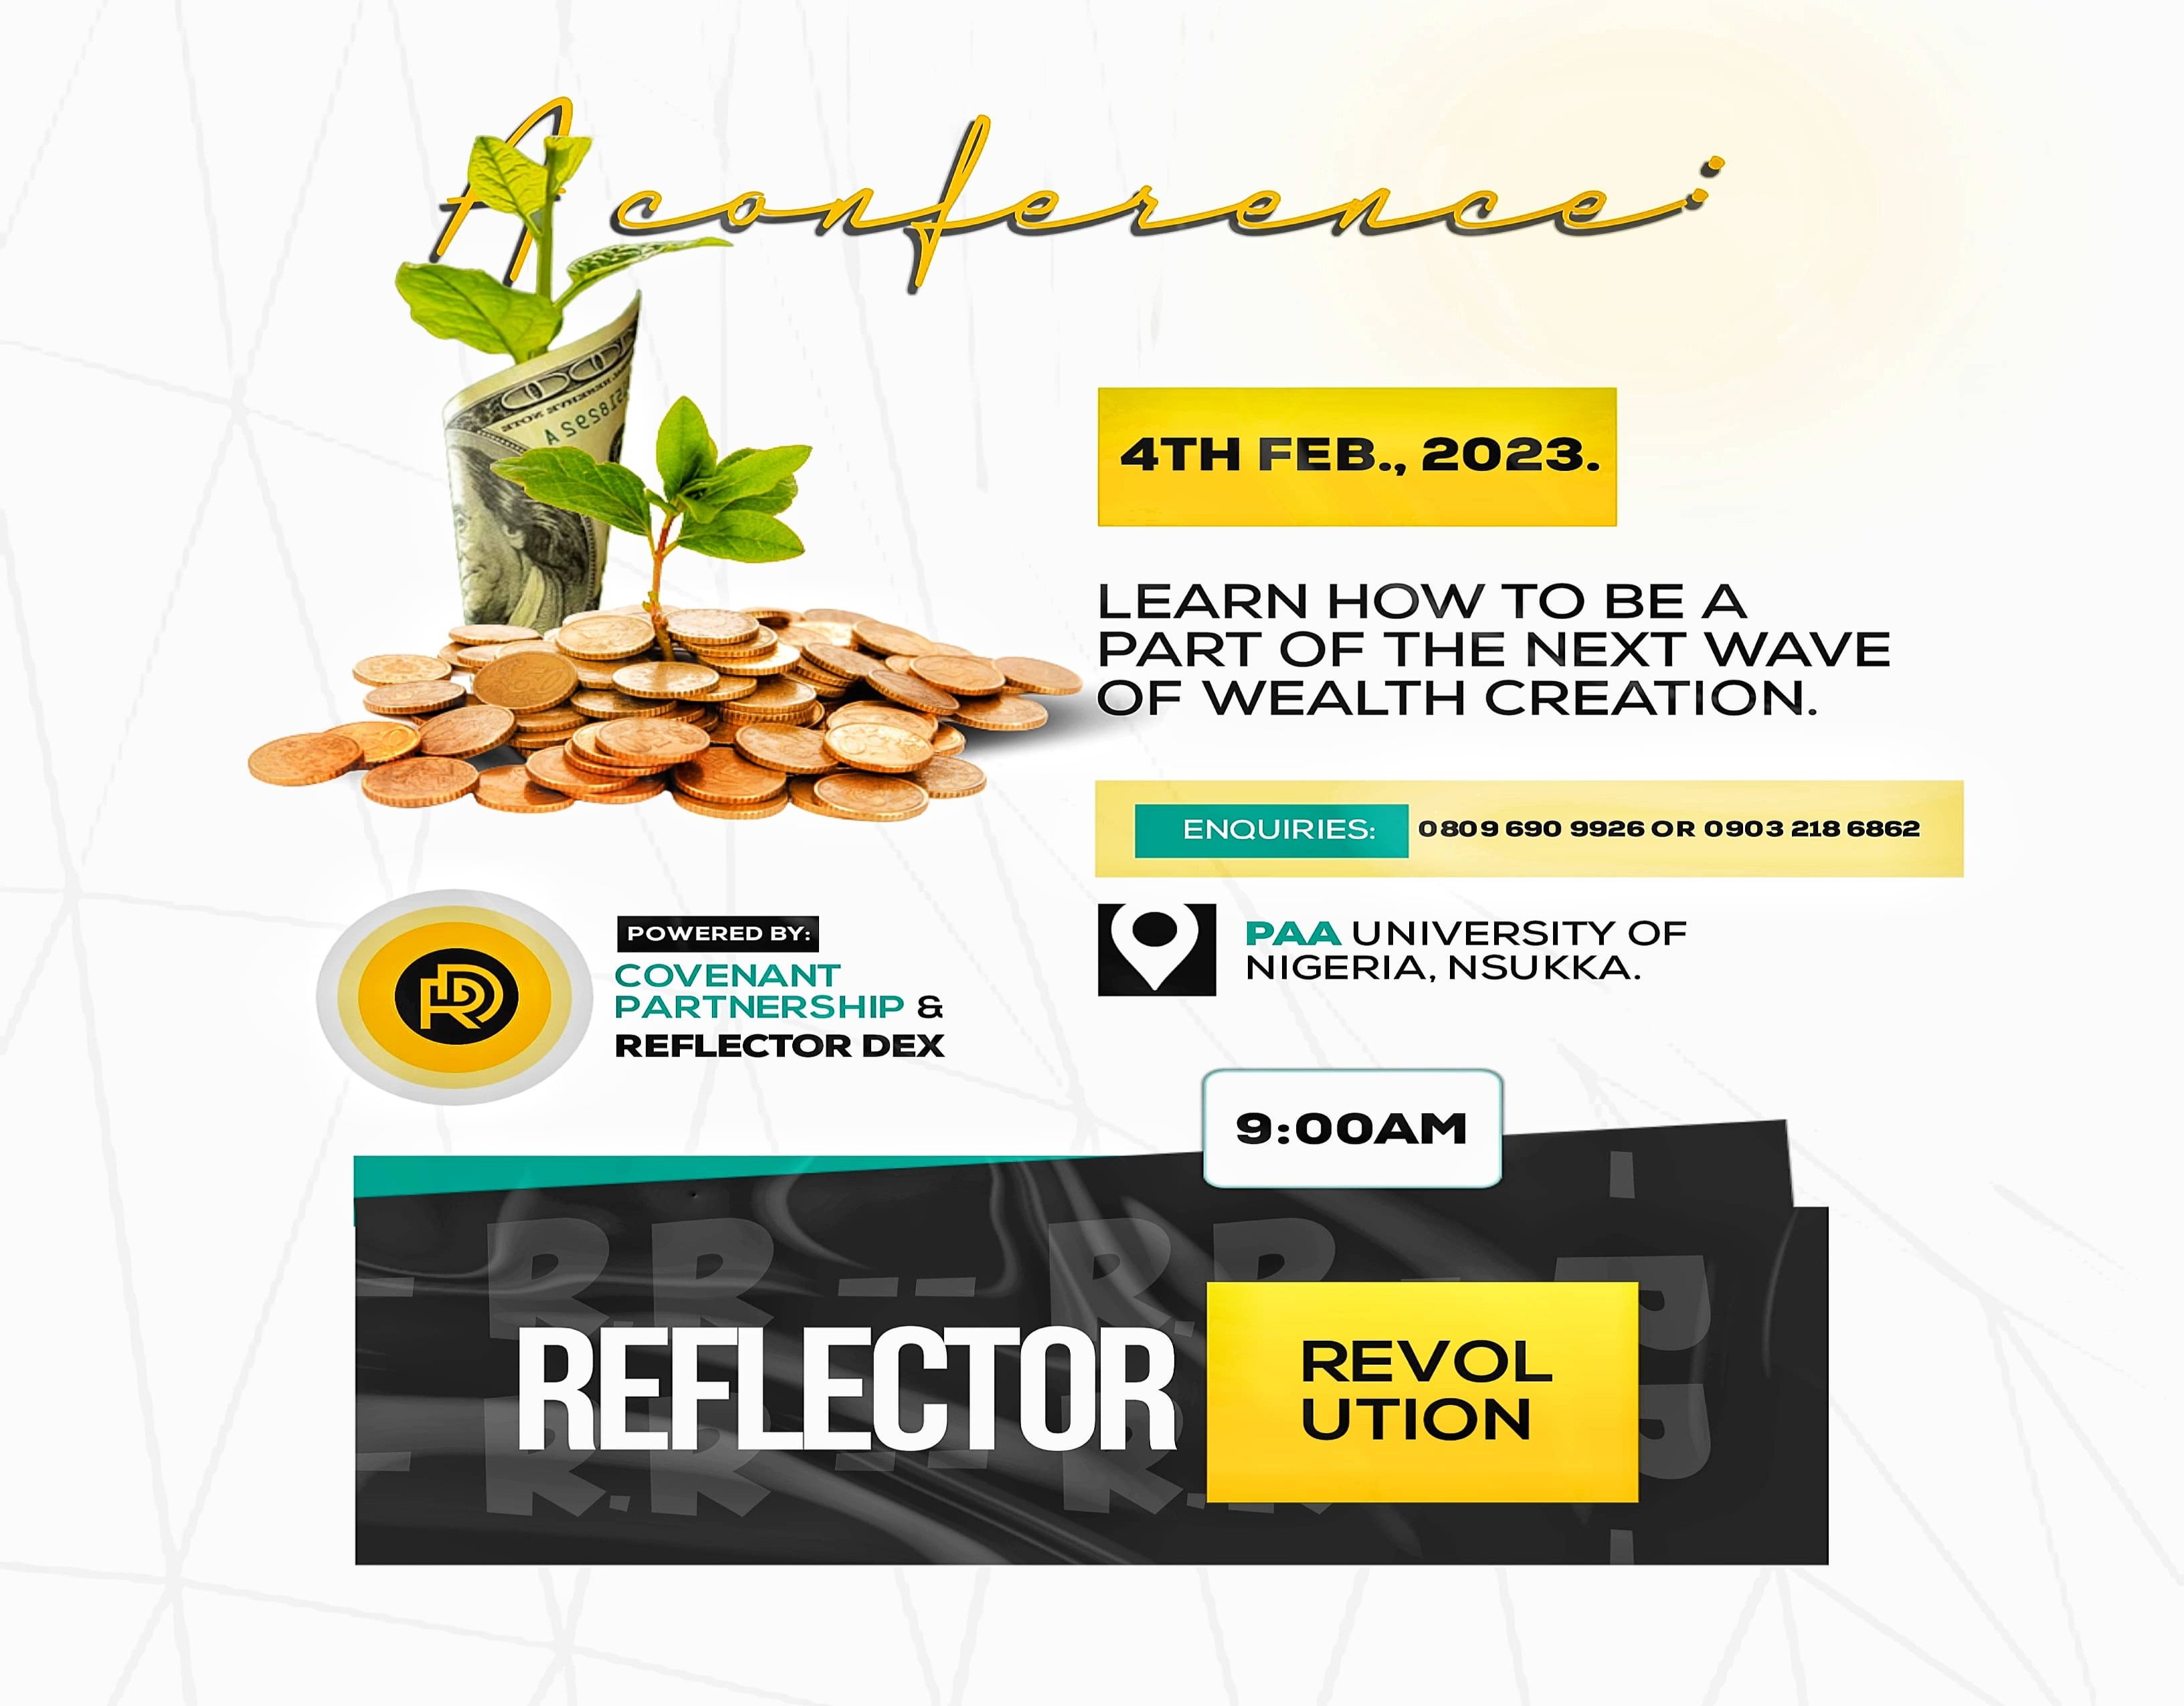 A conference:
4TH FEB., 2023.
LEARN HOW TO BE A
PART OF THE NEXT WAVE
OF WEALTH CREATION.
ENQUIRIES: 0809 690 9926 OR 0903 218 6862
PAA UNIVERSITY OF
NIGERIA, NSUKKA.
POWERED BY:
COVENANT
PARTNERSHIP &
REFLECTOR DEX
9:00AM
R.R -- R.R -
REFLECTOR
REVOL
UTION
R.R -- R.R